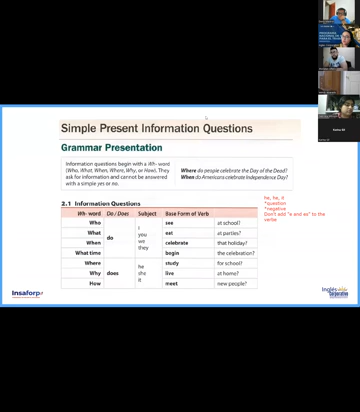 Simple Present Information Questions
Grammar Presentation
Information questions begin with a Wh- word
(Who, What, When, Where, Why, or How). They
ask for information and cannot be answered
with a simple yes or no.
Where do people celebrate the Day of the Dead?
When do Americans celebrate Independence Day?
2.1 Information Questions
Wh- word Do / Does Subject Base Form of Verb
Who see at school?
What eat at parties?
When celebrate that holiday?
What time begin the celebration?
Where study for school?
Why live at home?
How meet new people?
do
I
you
we
they
does
he
she
it
he, he, it
*question
*negative
Don't add "s and es" to the
verbe
Insaforp
Inglés
Corporativo